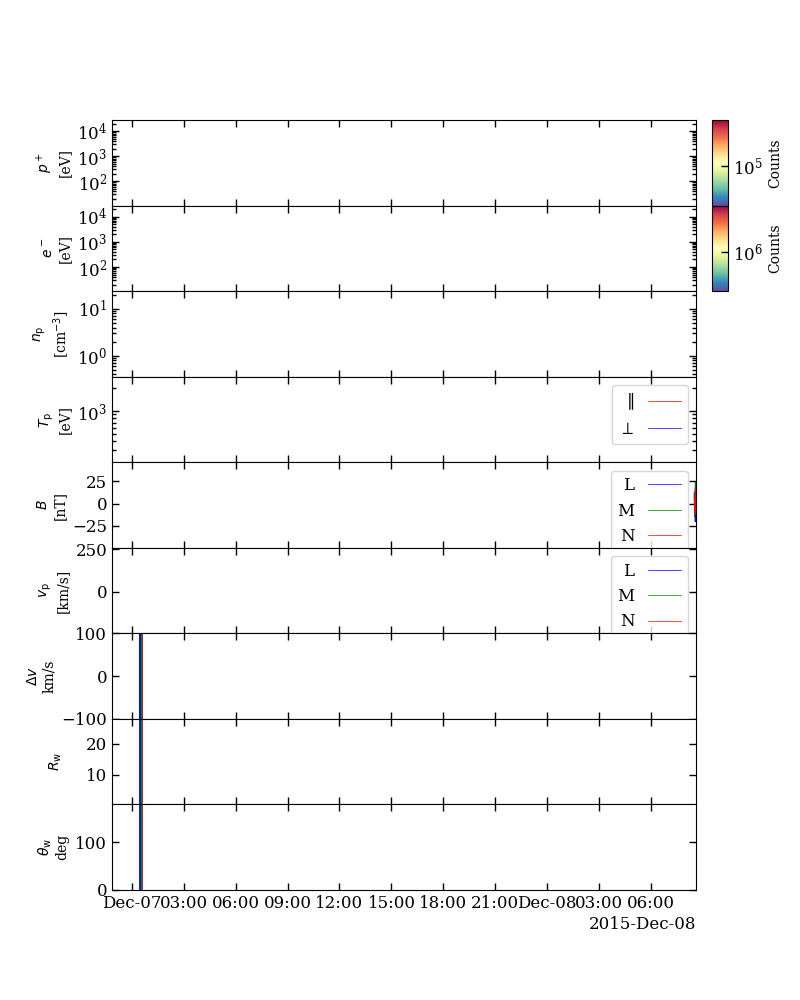 p⁺
[eV]
10⁴
10³
10²
10⁵
Counts
e⁻
[eV]
10⁴
10³
10²
10⁶
Counts
nₚ
[cm⁻³]
10¹
10⁰
Tₚ
[eV]
10³
∥
⊥
B
[nT]
25
0
−25
L
M
N
vₚ
[km/s]
250
0
L
M
N
Δv
km/s
100
0
−100
R_w
20
10
θ_w
deg
100
0
Dec-07 03:00 06:00 09:00 12:00 15:00 18:00 21:00 Dec-08 03:00 06:00
2015-Dec-08